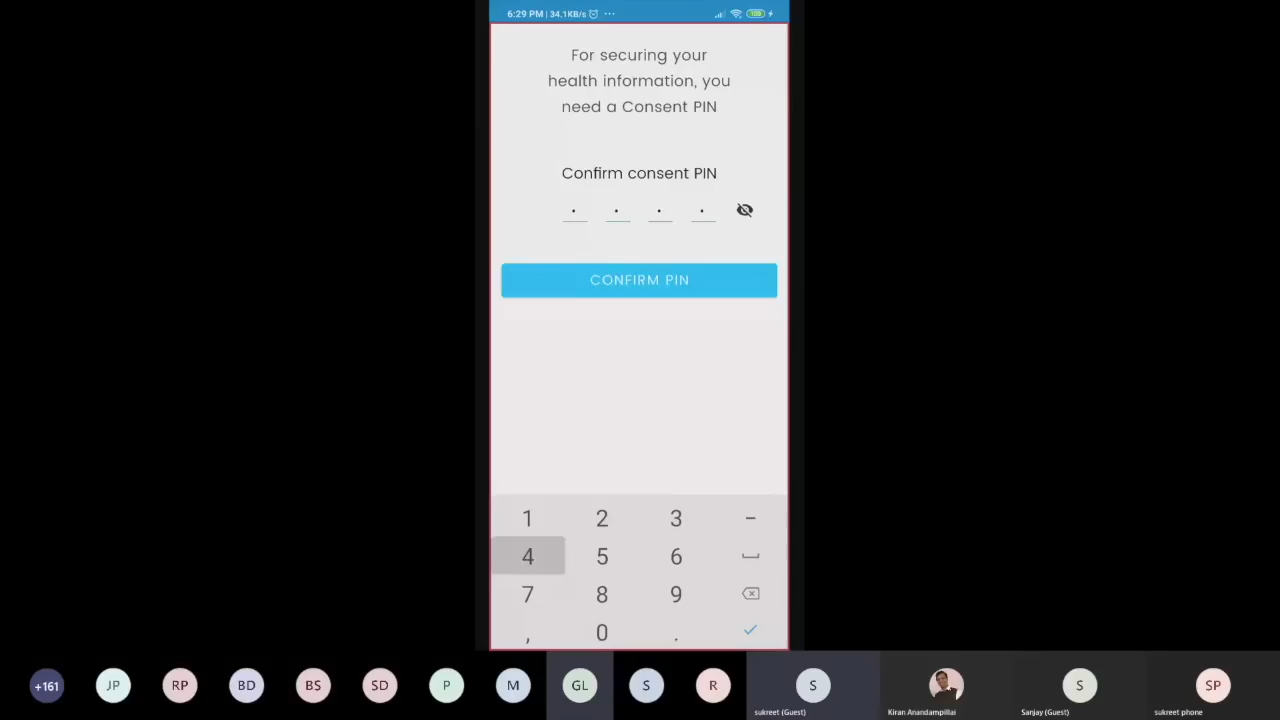 6:29 PM | 34.1KB/s ...
100
For securing your
health information, you
need a Consent PIN
Confirm consent PIN
CONFIRM PIN
1 2 3 -
4 5 6
7 8 9
, 0 .
+161 JP RP BD BS SD P M GL S R S S SP
sukreet (Guest) Kiran Anandampillai Sanjay (Guest) sukreet phone